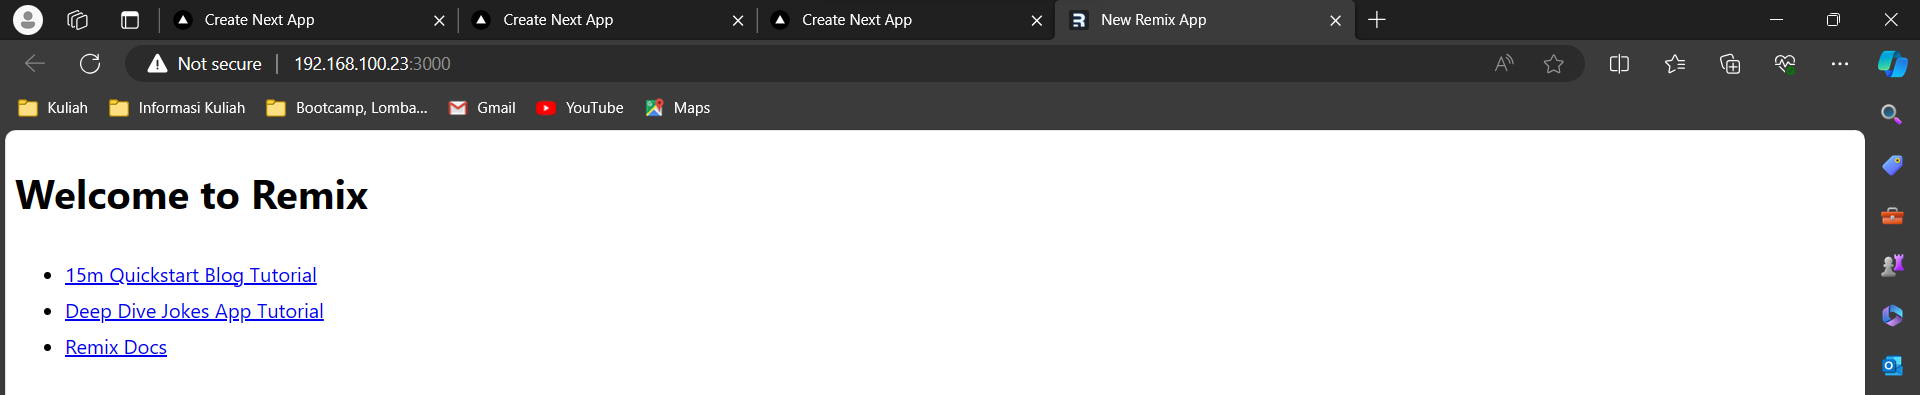 Create Next App
Create Next App
Create Next App
New Remix App
Not secure 192.168.100.23:3000
Kuliah Informasi Kuliah Bootcamp, Lomba... Gmail YouTube Maps
Welcome to Remix
15m Quickstart Blog Tutorial
Deep Dive Jokes App Tutorial
Remix Docs